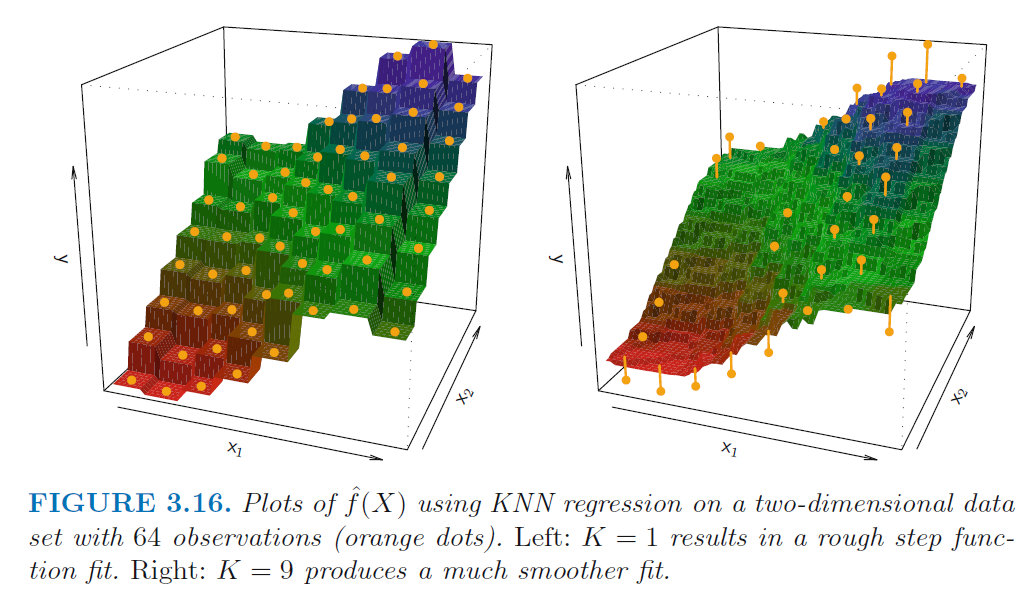 y
x1
x2
y
x1
x2
FIGURE 3.16. Plots of f̂(X) using KNN regression on a two-dimensional data
set with 64 observations (orange dots). Left: K = 1 results in a rough step func-
tion fit. Right: K = 9 produces a much smoother fit.